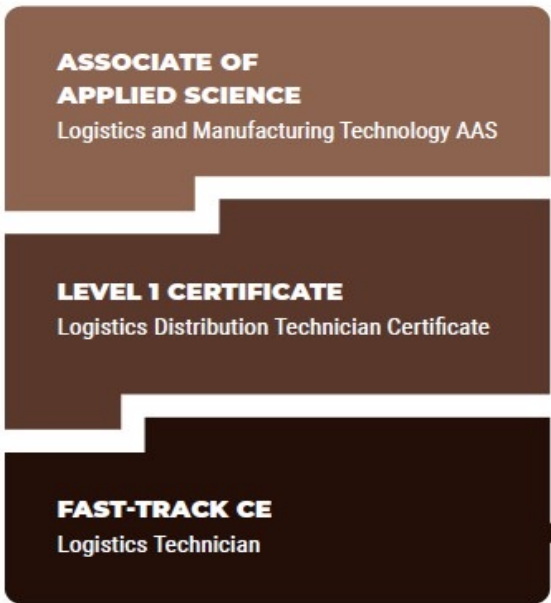 ASSOCIATE OF
APPLIED SCIENCE
Logistics and Manufacturing Technology AAS
LEVEL 1 CERTIFICATE
Logistics Distribution Technician Certificate
FAST-TRACK CE
Logistics Technician